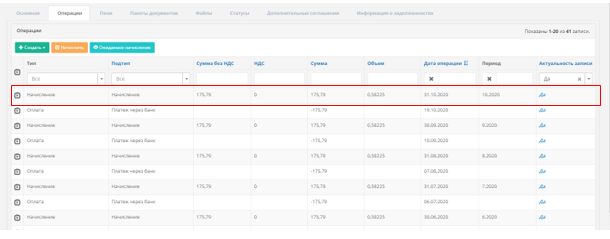 Основная Операции Пени Пакеты документов Файлы Статусы Дополнительные соглашения Информация о задолженности
Операции Показаны 1-20 из 41 записи.
+ Создать Начислить Ожидаемое начисление
Тип Подтип Сумма без НДС НДС Сумма Объем Дата операции Период Актуальность записи
Все Все Да ×
Начисление Начисление 175,79 0 175,79 0,58225 31.10.2020 10.2020 Да
Оплата Платеж через банк -175,79 19.10.2020 Да
Начисление Начисление 175,79 0 175,79 0,58225 30.09.2020 9.2020 Да
Оплата Платеж через банк -175,79 10.09.2020 Да
Начисление Начисление 175,79 0 175,79 0,58225 31.08.2020 8.2020 Да
Оплата Платеж через банк -175,79 07.08.2020 Да
Начисление Начисление 175,79 0 175,79 0,58225 31.07.2020 7.2020 Да
Оплата Платеж через банк -175,79 06.07.2020 Да
Начисление Начисление 175,79 0 175,79 0,58225 30.06.2020 6.2020 Да